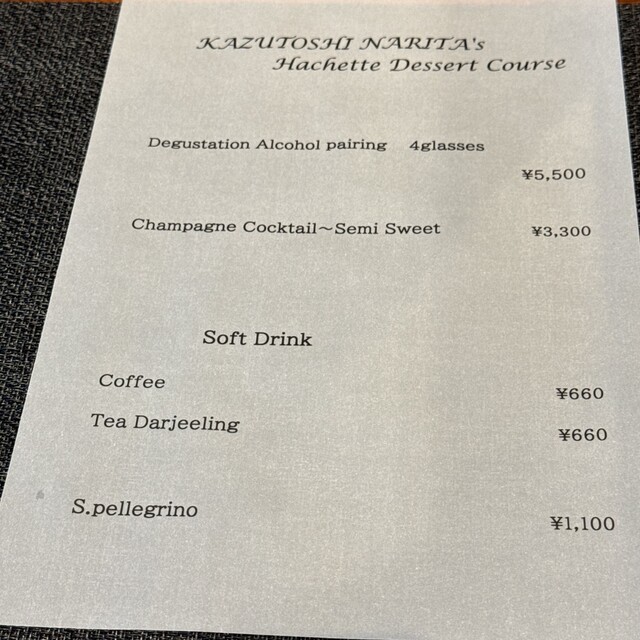 KAZUTOSHI NARITA's
Hachette Dessert Course
Degustation Alcohol pairing 4glasses
¥5,500
Champagne Cocktail~Semi Sweet ¥3,300
Soft Drink
Coffee ¥660
Tea Darjeeling ¥660
S.pellegrino ¥1,100